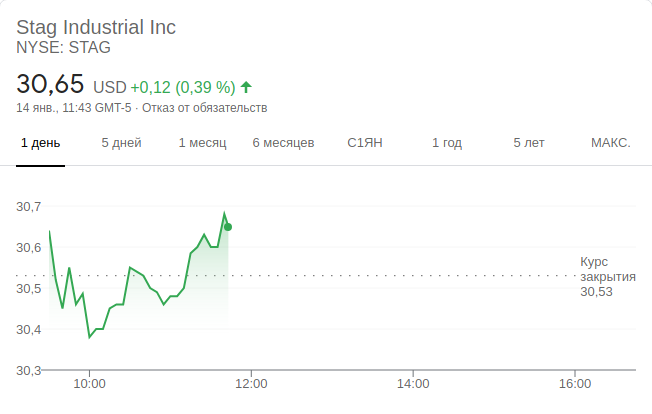 Stag Industrial Inc
NYSE: STAG
30,65 USD +0,12 (0,39 %)
14 янв., 11:43 GMT-5 · Отказ от обязательств
1 день 5 дней 1 месяц 6 месяцев С1ЯН 1 год 5 лет МАКС.
30,7
30,6
Курс
закрытия
30,53
30,5
30,4
30,3
10:00 12:00 14:00 16:00